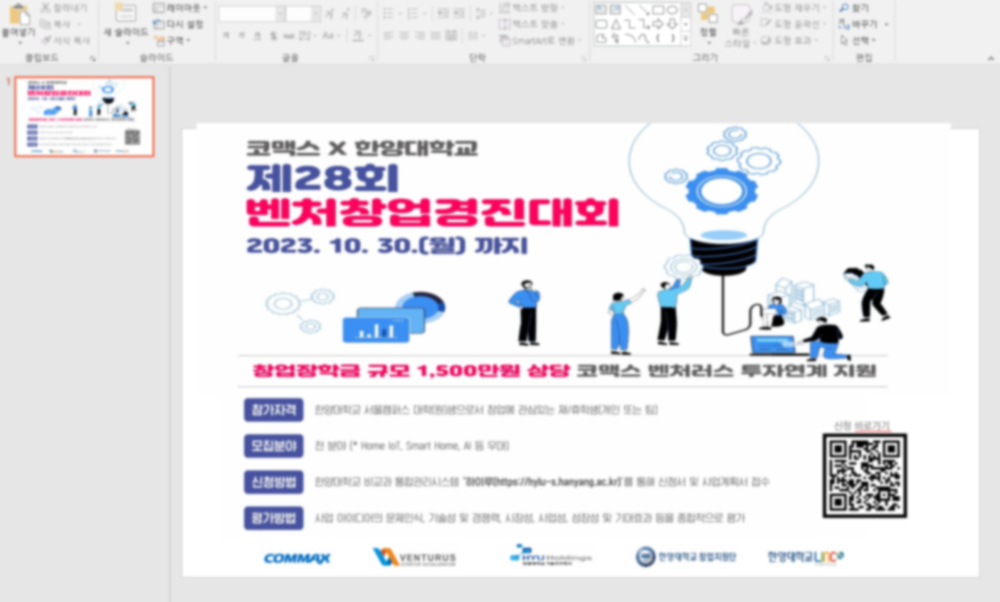 잘라내기
복사
서식 복사
붙여넣기
클립보드
새 슬라이드
레이아웃
다시 설정
구역
슬라이드
글꼴
텍스트 방향
텍스트 맞춤
SmartArt로 변환
단락
정렬
빠른
스타일
도형 채우기
도형 윤곽선
도형 효과
그리기
찾기
바꾸기
선택
편집
1
코맥스 X 한양대학교
제28회
벤처창업경진대회
2023. 10. 30.(월) 까지
창업장학금 규모 1,500만원 상당 코맥스 벤처러스 투자연계 지원
참가자격 한양대학교 서울캠퍼스 대학(원)생으로서 창업에 관심있는 재/휴학생(개인 또는 팀)
모집분야 전 분야 (* Home IoT, Smart Home, AI 등 우대)
신청방법 한양대학교 비교과 통합관리시스템 '하이루(https://hylu-s.hanyang.ac.kr)'를 통해 신청서 및 사업계획서 접수
평가방법 사업 아이디어의 문제인식, 기술성 및 경쟁력, 시장성, 사업성, 성장성 및 기대효과 등을 종합적으로 평가
신청 바로가기
COMMAX
VENTURUS
HYU Holdings
한양대학교 창업지원단
한양대학교 LINC